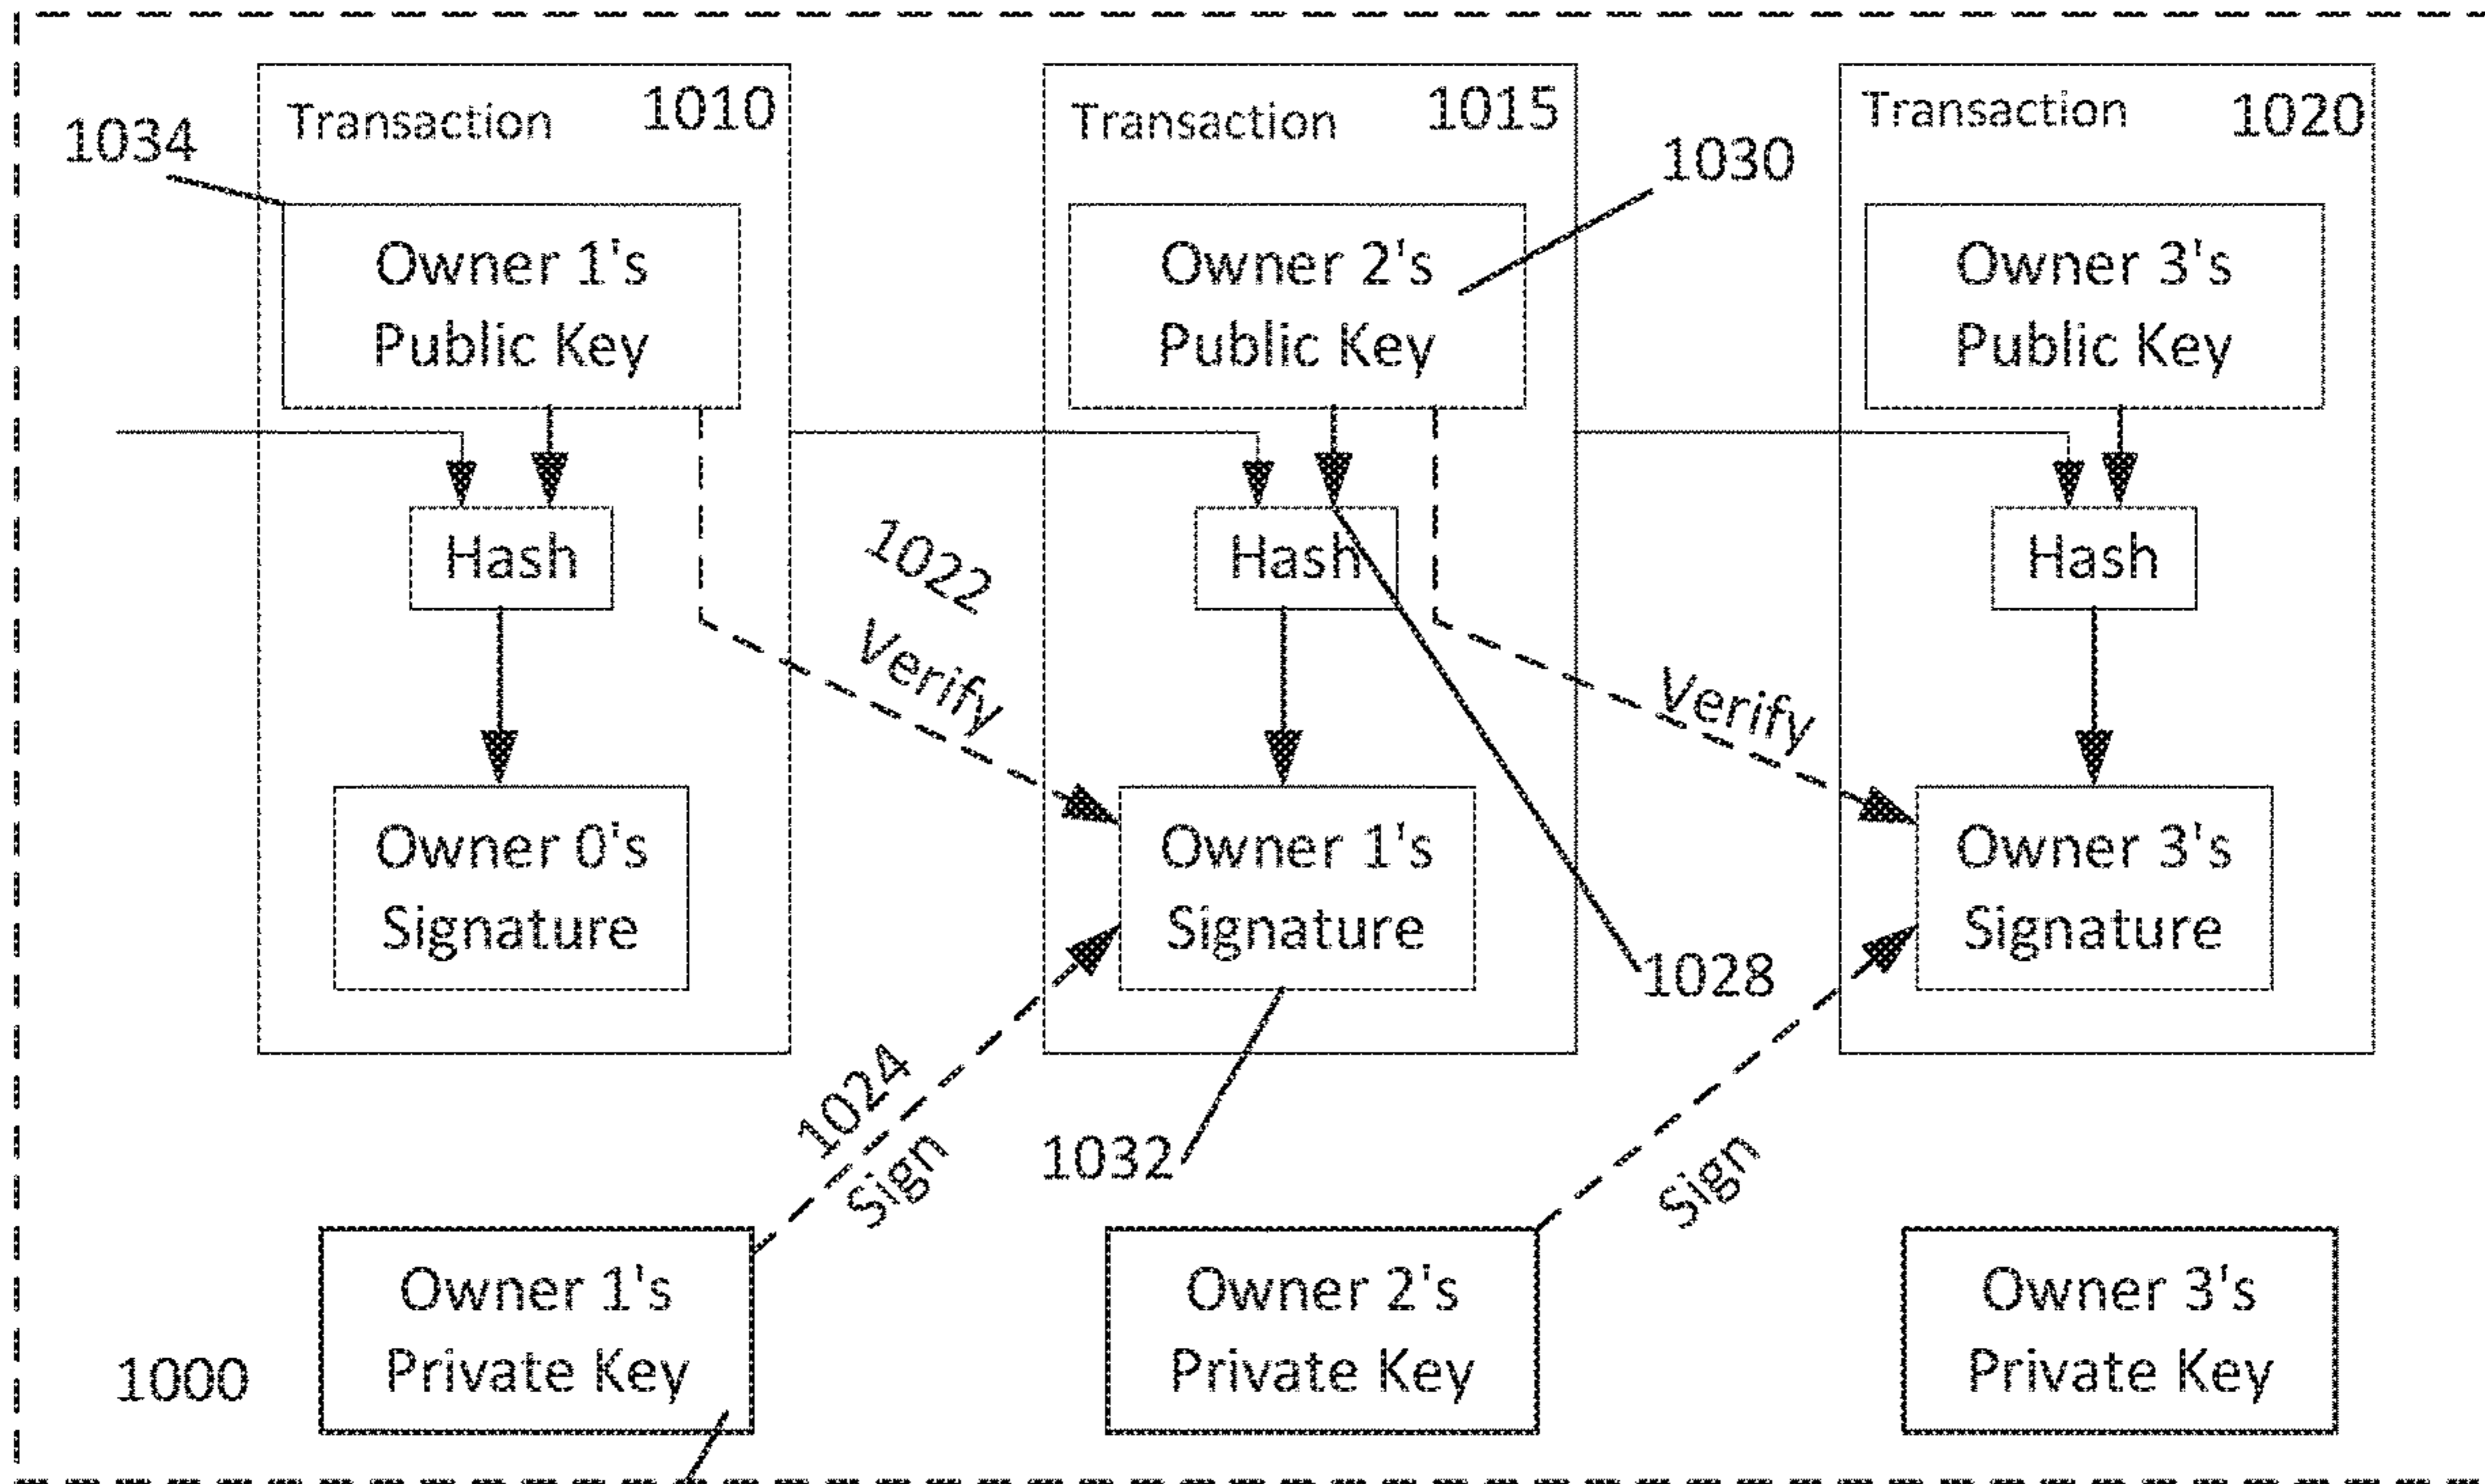 Transaction 1010
Transaction 1015
Transaction 1020
1034
1030
Owner 1's
Public Key
Owner 2's
Public Key
Owner 3's
Public Key
Hash
Hash
Hash
1022
Verify
Verify
Owner 0's
Signature
Owner 1's
Signature
Owner 3's
Signature
1028
1024
Sign
1032
Sign
Owner 1's
Private Key
Owner 2's
Private Key
Owner 3's
Private Key
1000